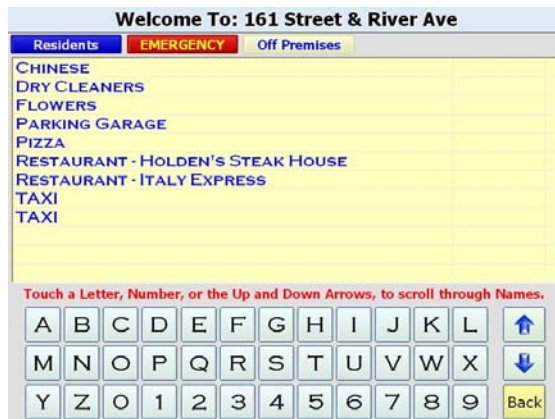 Welcome To: 161 Street & River Ave
Residents EMERGENCY Off Premises
CHINESE
DRY CLEANERS
FLOWERS
PARKING GARAGE
PIZZA
RESTAURANT - HOLDEN'S STEAK HOUSE
RESTAURANT - ITALY EXPRESS
TAXI
TAXI
Touch a Letter, Number, or the Up and Down Arrows, to scroll through Names.
A B C D E F G H I J K L
M N O P Q R S T U V W X
Y Z 0 1 2 3 4 5 6 7 8 9 Back